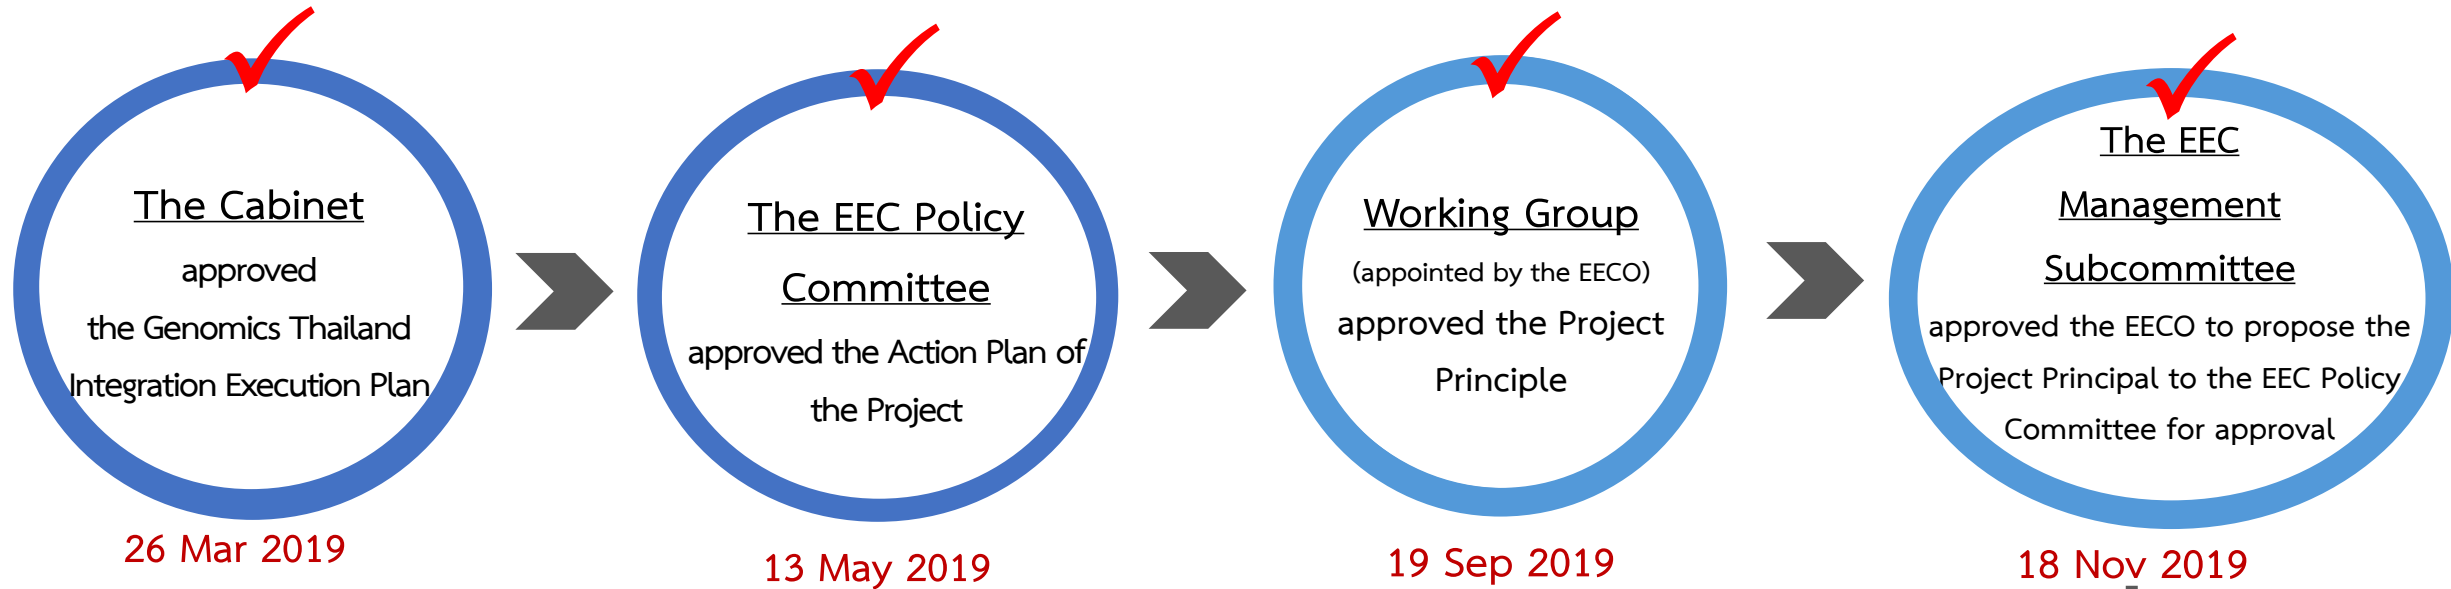 The Cabinet
approved
the Genomics Thailand
Integration Execution Plan
26 Mar 2019
The EEC Policy
Committee
approved the Action Plan of
the Project
13 May 2019
Working Group
(appointed by the EECO)
approved the Project
Principle
19 Sep 2019
The EEC
Management
Subcommittee
approved the EECO to propose the
Project Principal to the EEC Policy
Committee for approval
18 Nov 2019